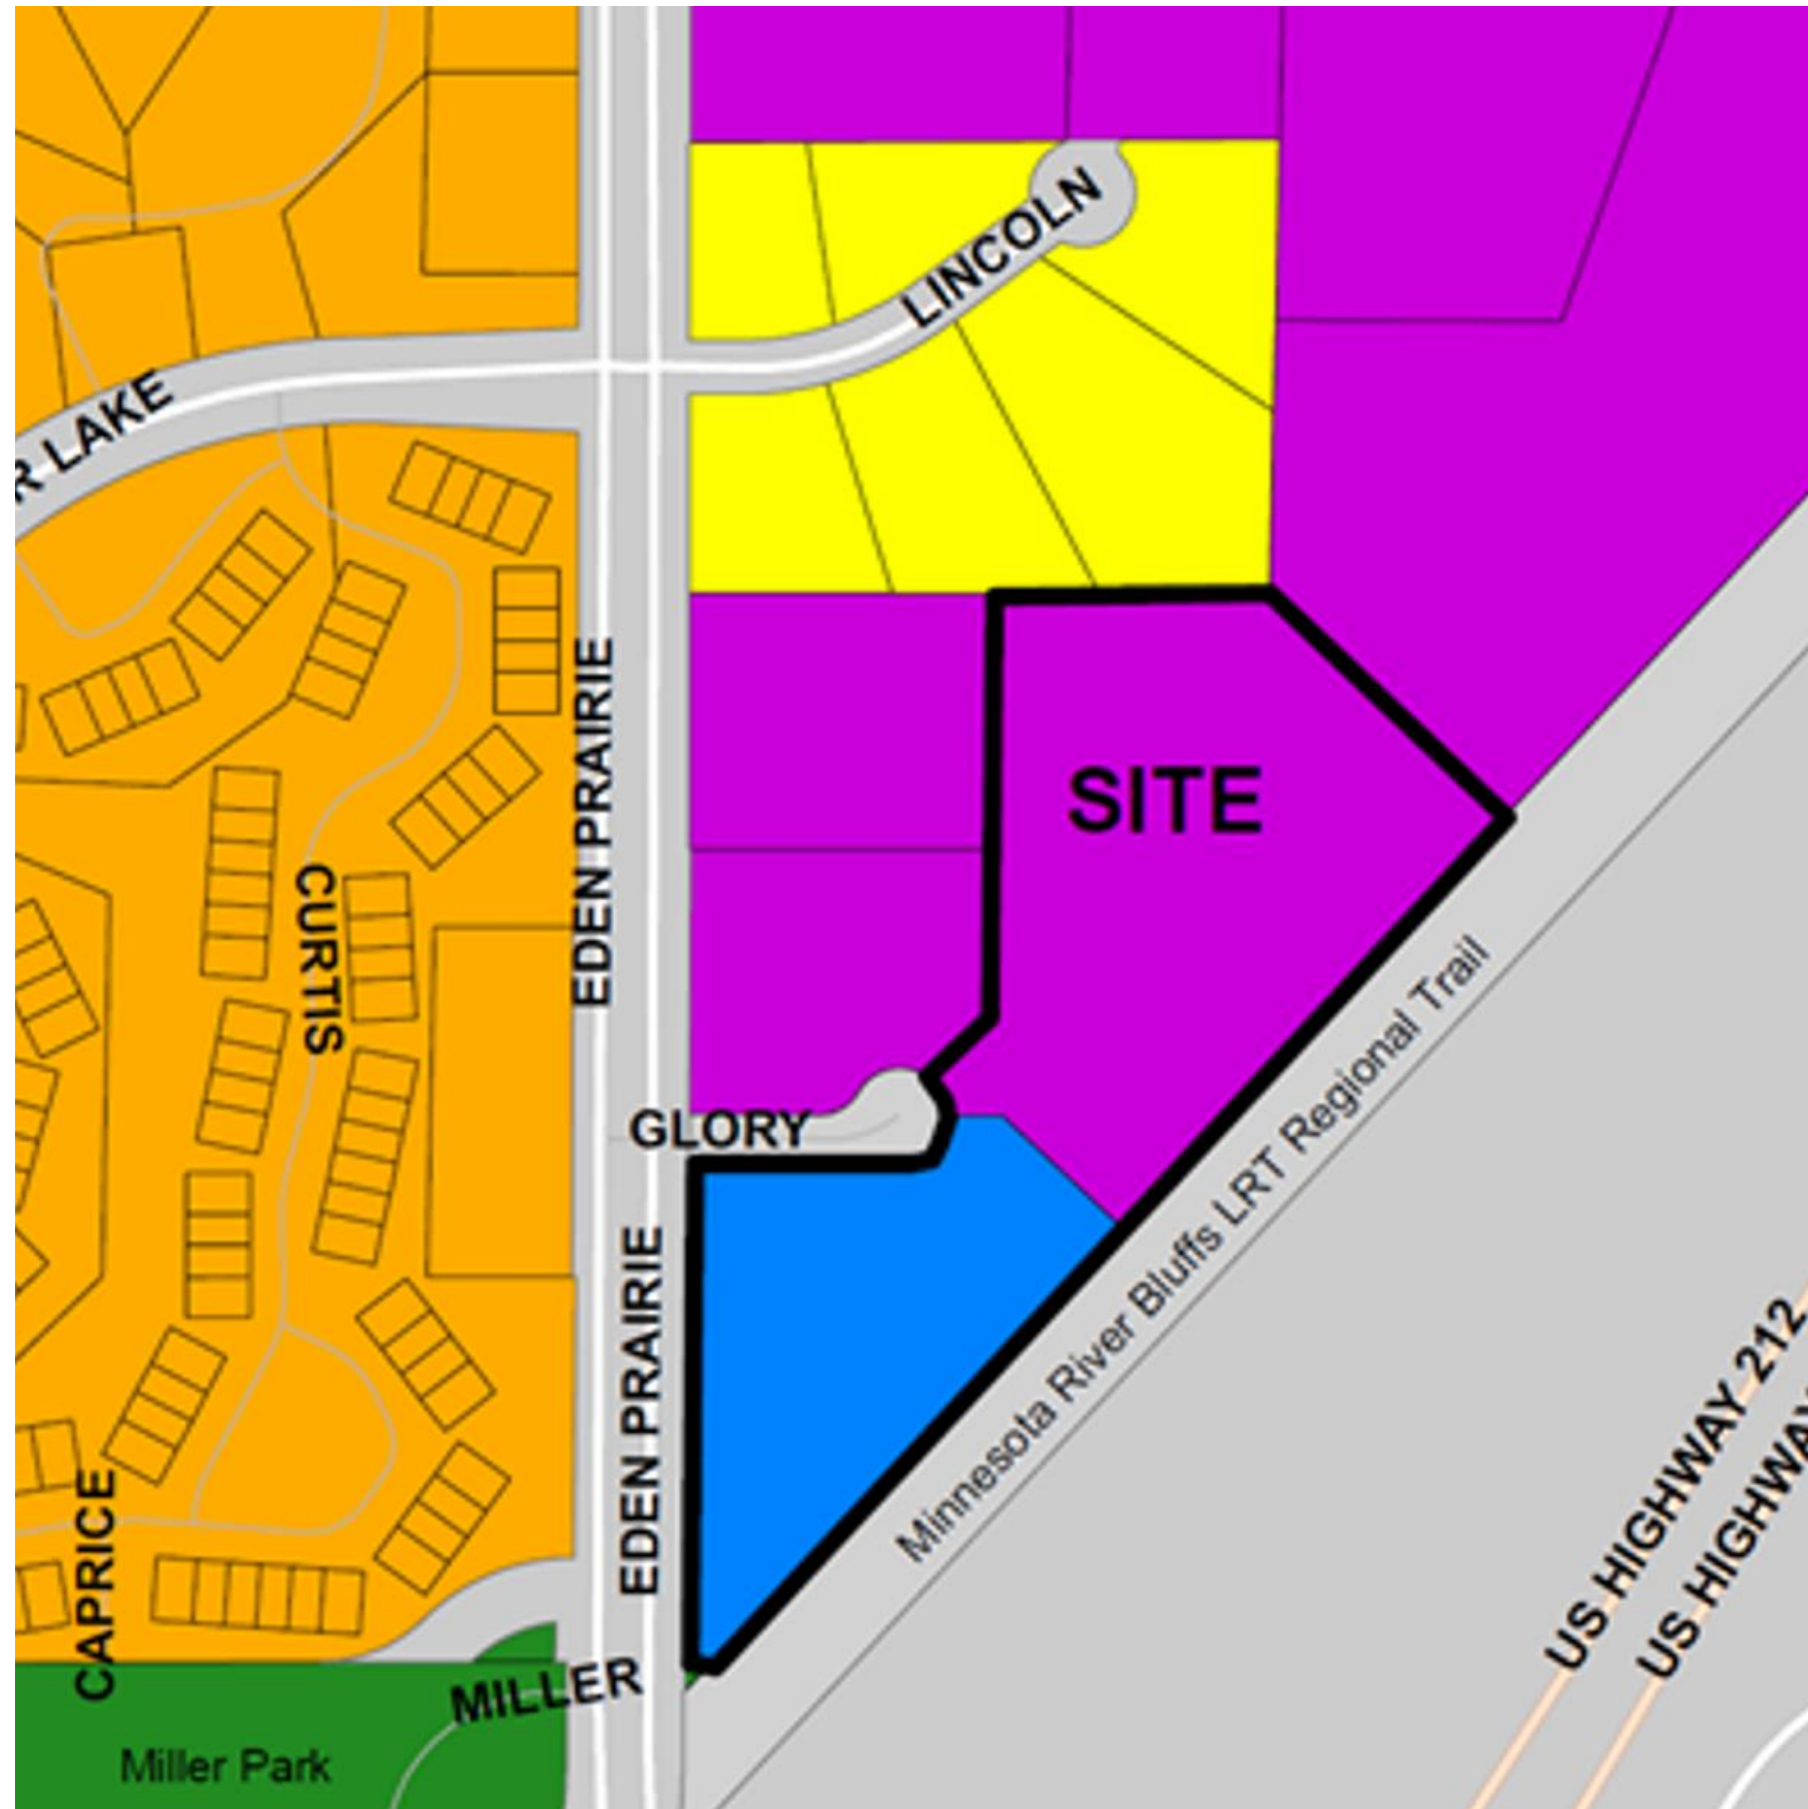 LINCOLN
R LAKE
EDEN PRAIRIE
SITE
CURTIS
GLORY
Minnesota River Bluffs LRT Regional Trail
EDEN PRAIRIE
US HIGHWAY 212
US HIGHWAY
CAPRICE
MILLER
Miller Park